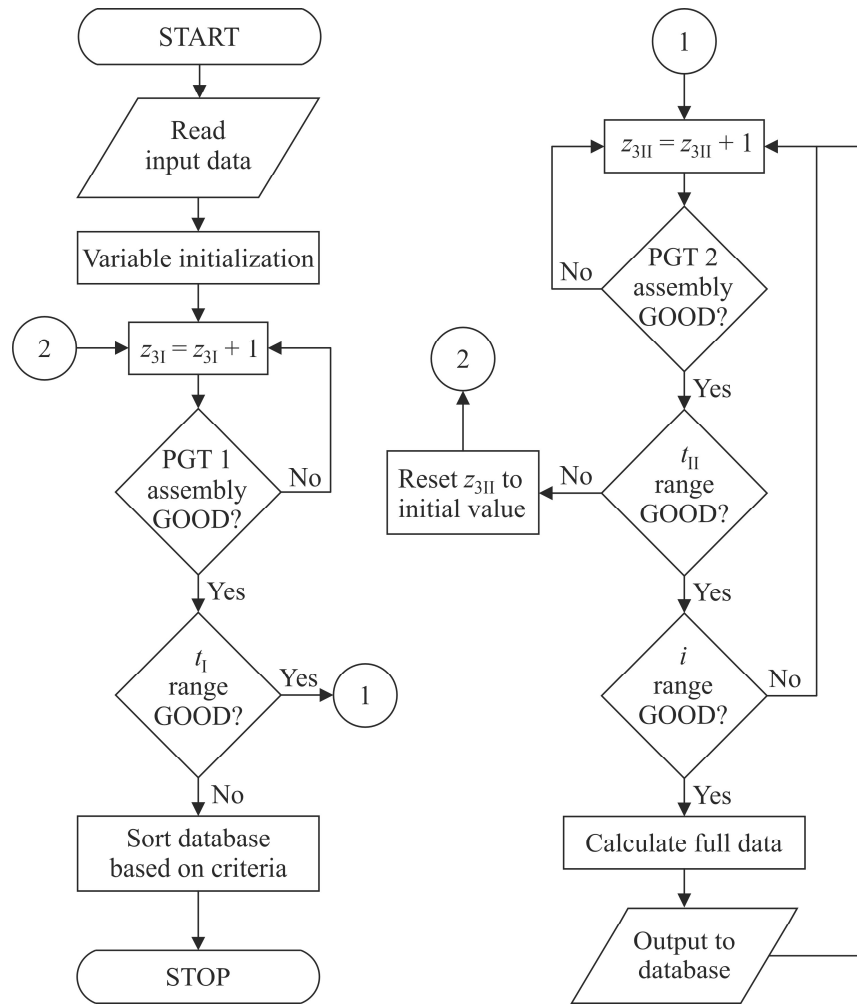 START
Read
input data
Variable initialization
2
z3I = z3I + 1
PGT 1
assembly
GOOD?
No
Yes
tI
range
GOOD?
Yes
1
No
Sort database
based on criteria
STOP
1
z3II = z3II + 1
PGT 2
assembly
GOOD?
No
Yes
2
tII
range
GOOD?
No
Reset z3II to
initial value
Yes
i
range
GOOD?
No
Yes
Calculate full data
Output to
database